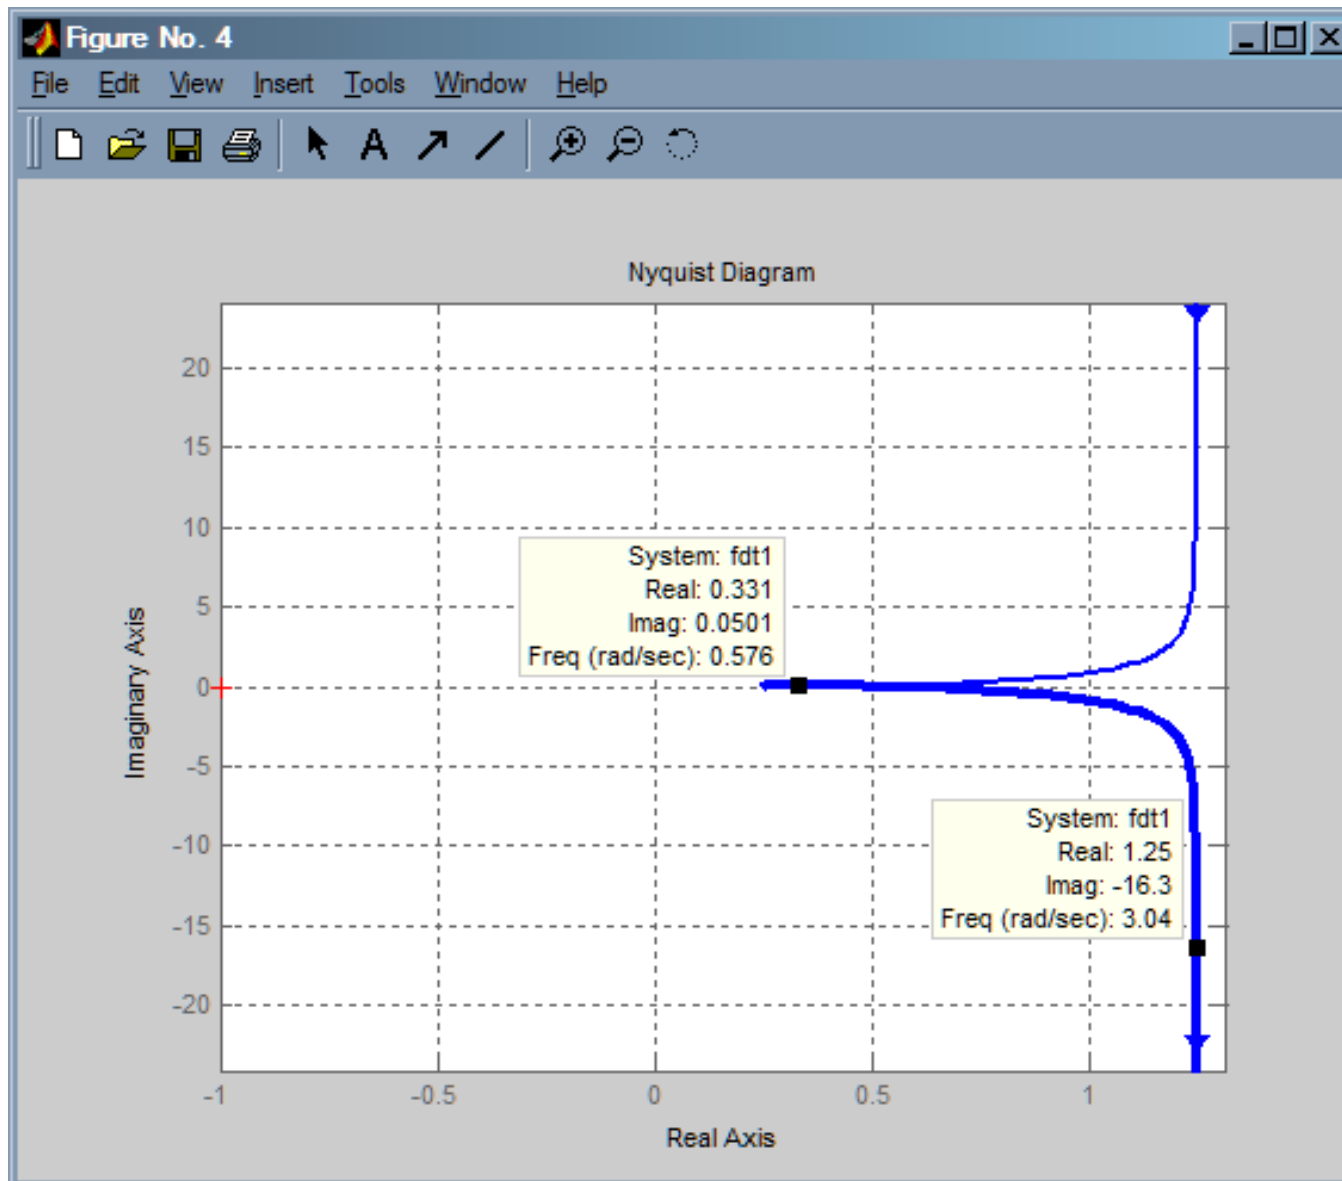 Figure No. 4
File Edit View Insert Tools Window Help
A
Nyquist Diagram
20
15
10
5
0
-5
-10
-15
-20
Imaginary Axis
System: fdt1
Real: 0.331
Imag: 0.0501
Freq (rad/sec): 0.576
System: fdt1
Real: 1.25
Imag: -16.3
Freq (rad/sec): 3.04
-1 -0.5 0 0.5 1
Real Axis